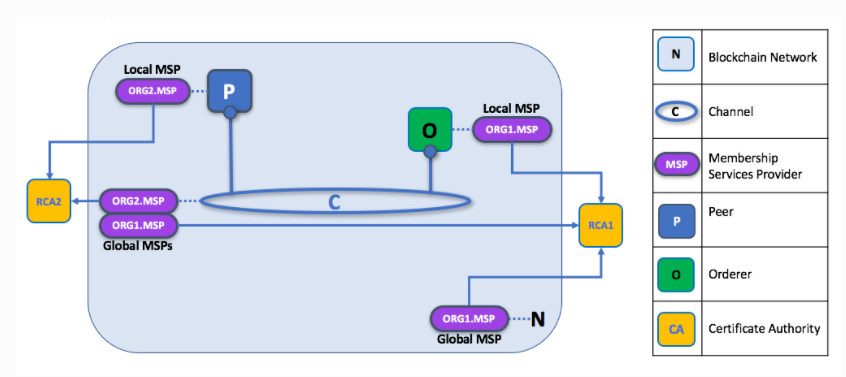 Local MSP
ORG2.MSP
P
Local MSP
O
ORG1.MSP
RCA2
ORG2.MSP
C
ORG1.MSP
RCA1
Global MSPs
ORG1.MSP
N
Global MSP
N
Blockchain Network
C
Channel
MSP
Membership
Services Provider
P
Peer
O
Orderer
CA
Certificate Authority